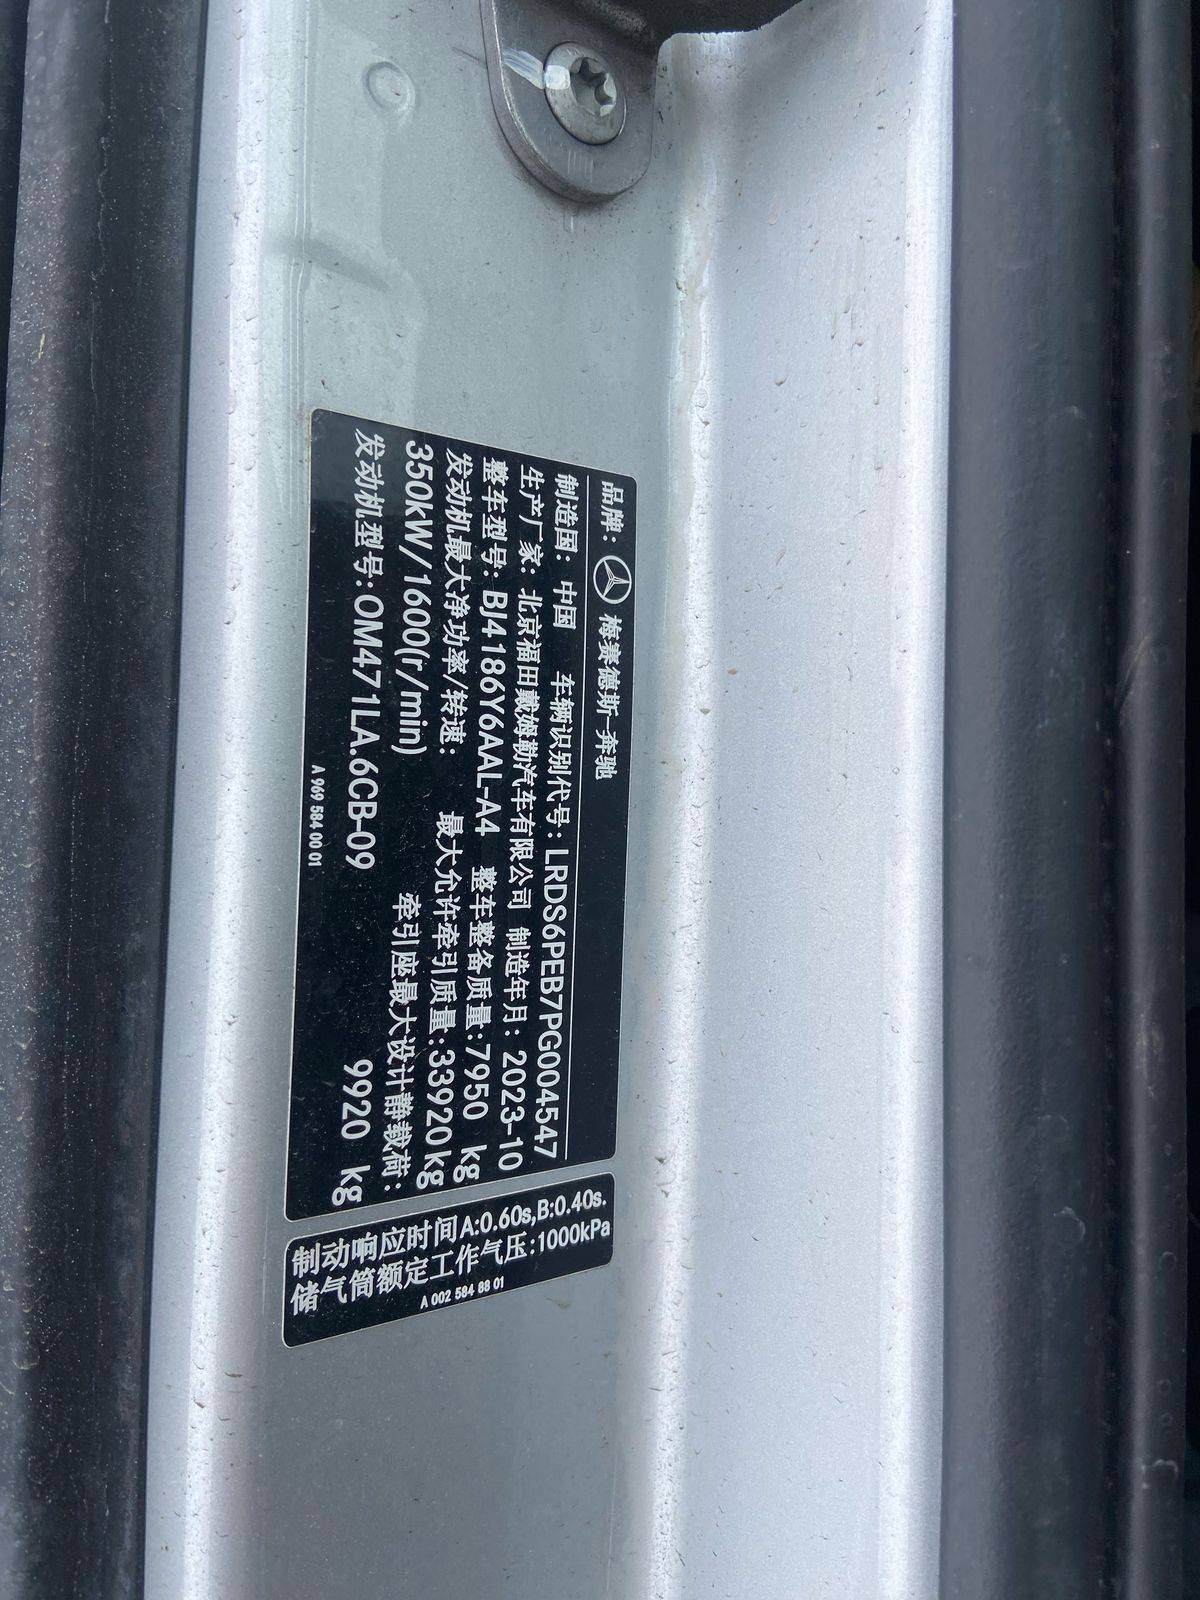 品牌： 梅赛德斯-奔驰
制造国：中国 车辆识别代号：LRDS6PEB7PG004547
生产厂家：北京福田戴姆勒汽车有限公司 制造年月：2023-10
整车型号：BJ4186Y6AAL-A4 整车整备质量:7950 kg
发动机最大净功率/转速： 最大允许牵引质量:33920kg
350kW/1600(r/min) 牵引座最大设计静载荷：
发动机型号:OM471LA.6CB-09 9920 kg
A 969 584 00 01
制动响应时间A:0.60s,B:0.40s.
储气筒额定工作气压:1000kPa
A 002 584 88 01